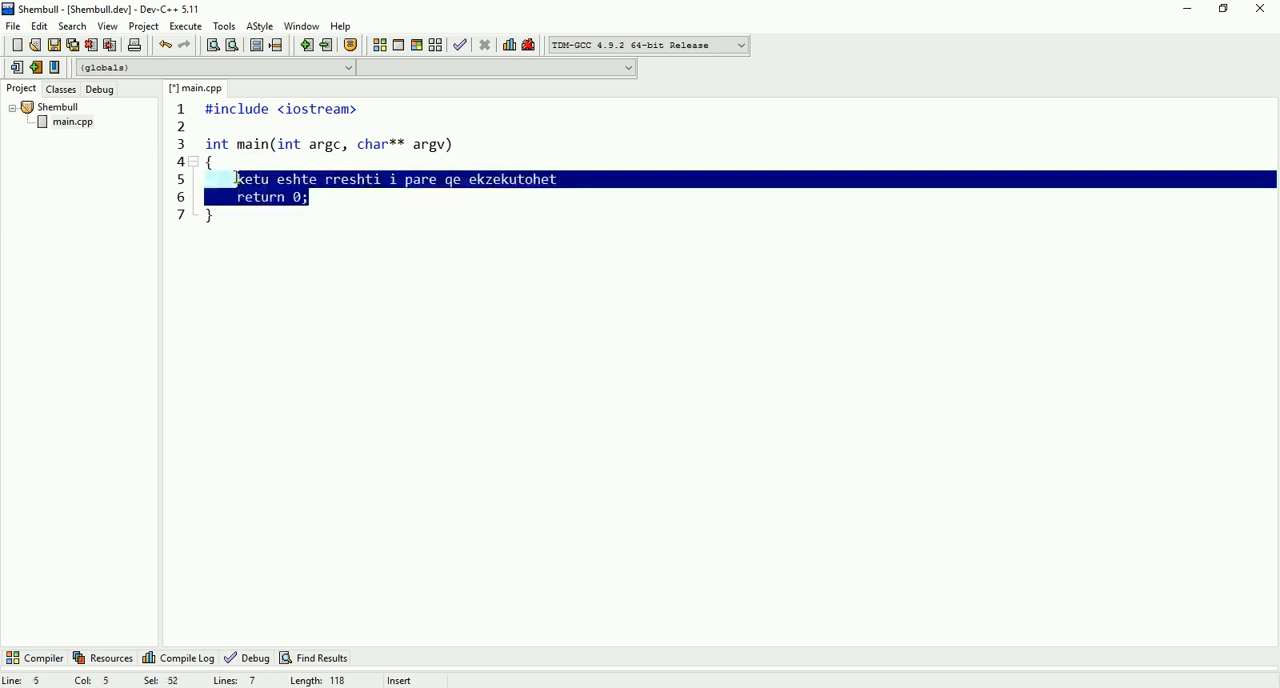 Shembull - [Shembull.dev] - Dev-C++ 5.11
File Edit Search View Project Execute Tools AStyle Window Help
TDM-GCC 4.9.2 64-bit Release
(globals)
Project Classes Debug
[*] main.cpp
Shembull
main.cpp
1 #include <iostream>
2
3 int main(int argc, char** argv)
4 {
5 ketu eshte rreshti i pare qe ekzekutohet
6 return 0;
7 }
Compiler Resources Compile Log Debug Find Results
Line: 5 Col: 5 Sel: 52 Lines: 7 Length: 118 Insert